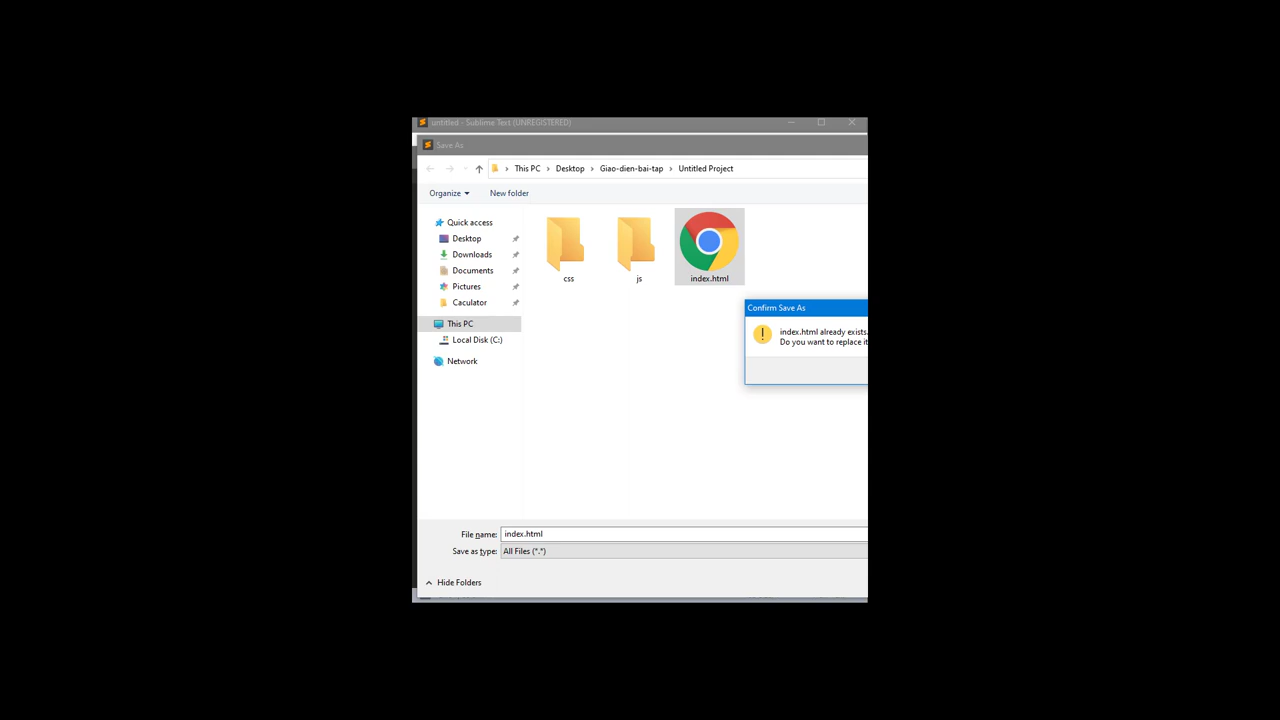 untitled - Sublime Text (UNREGISTERED)
Save As
This PC > Desktop > Giao-dien-bai-tap > Untitled Project
Organize New folder
Quick access
Desktop
Downloads
Documents
Pictures
Caculator
This PC
Local Disk (C:)
Network
css js index.html
Confirm Save As
index.html already exists.
Do you want to replace it
File name: index.html
Save as type: All Files (*.*)
Hide Folders